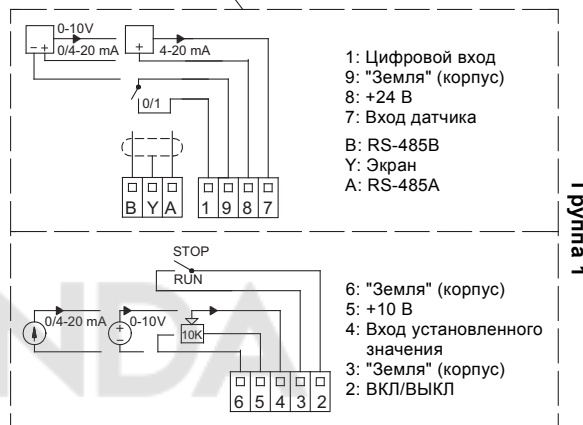 0-10V
0/4-20 mA
- +
+
4-20 mA
0/1
B Y A
1 9 8 7
1: Цифровой вход
9: "Земля" (корпус)
8: +24 В
7: Вход датчика
B: RS-485B
Y: Экран
A: RS-485A
Группа 1
STOP
RUN
0/4-20 mA
+
-
0-10V
10K
6 5 4 3 2
6: "Земля" (корпус)
5: +10 В
4: Вход установленного
значения
3: "Земля" (корпус)
2: ВКЛ/ВЫКЛ